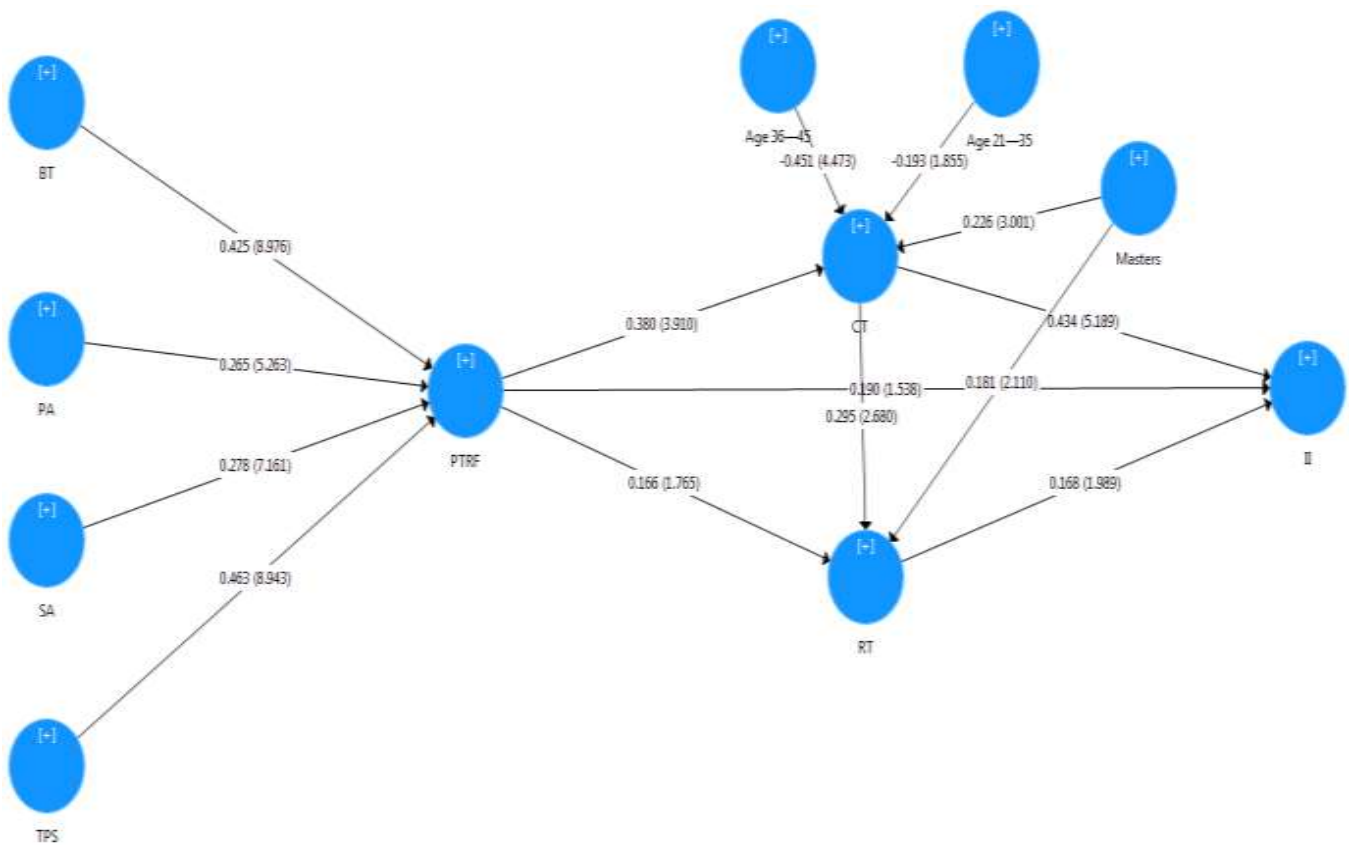 [+]
[+]
[+]
BT
Age 36—45
Age 21—35
-0.451 (4.473)
-0.193 (1.855)
[+]
0.425 (8.976)
[+]
0.226 (3.001)
Masters
[+]
PA
0.265 (5.263)
0.380 (3.910)
CT
0.434 (5.189)
[+]
PTRF
0.190 (1.538)
0.181 (2.110)
0.295 (2.680)
[+]
II
[+]
SA
0.278 (7.161)
0.166 (1.765)
0.168 (1.989)
[+]
RT
0.463 (8.943)
[+]
TPS